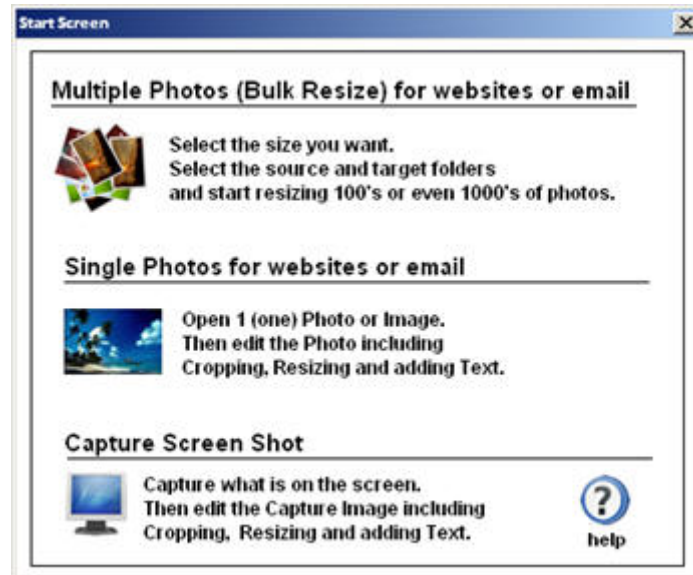 Start Screen
Multiple Photos (Bulk Resize) for websites or email
Select the size you want.
Select the source and target folders
and start resizing 100's or even 1000's of photos.
Single Photos for websites or email
Open 1 (one) Photo or Image.
Then edit the Photo including
Cropping, Resizing and adding Text.
Capture Screen Shot
Capture what is on the screen.
Then edit the Capture Image including
Cropping, Resizing and adding Text.
help